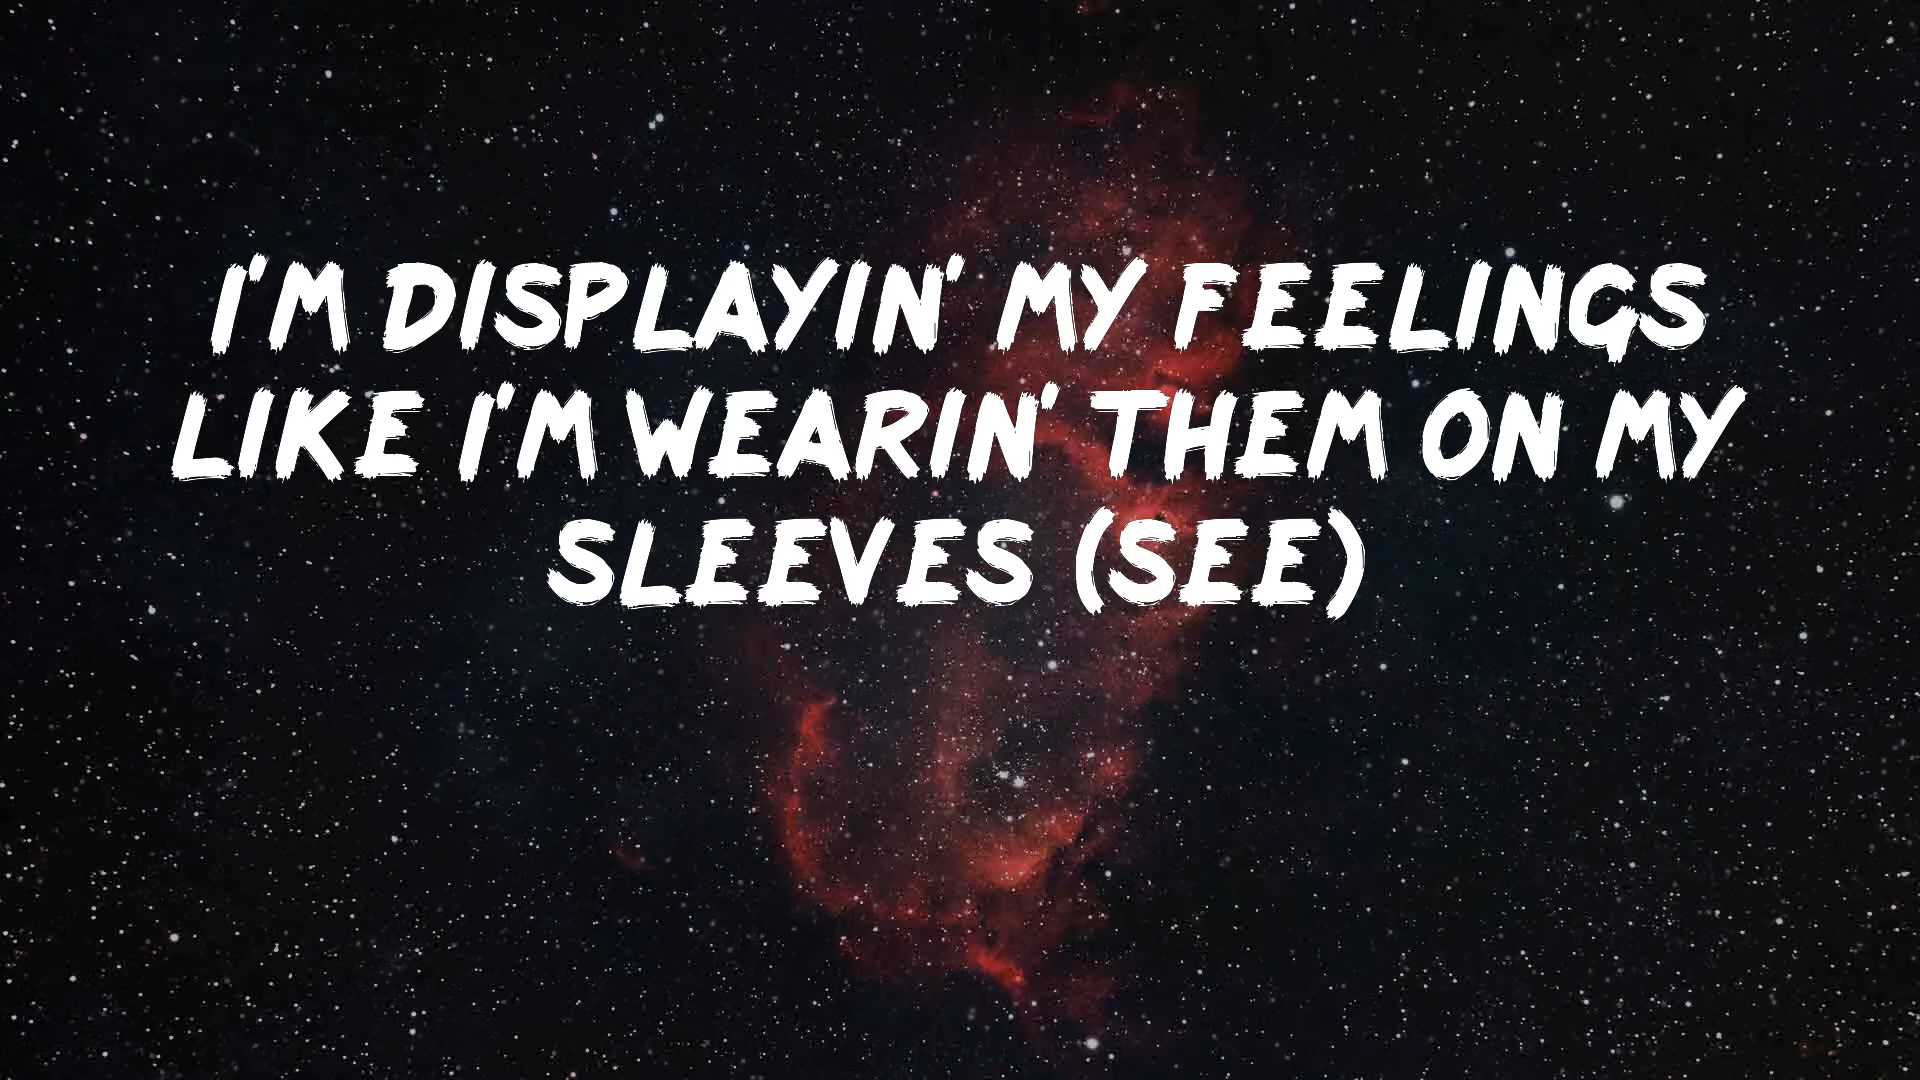 I'M DISPLAYIN' MY FEELINGS
LIKE I'M WEARIN' THEM ON MY
SLEEVES (SEE)